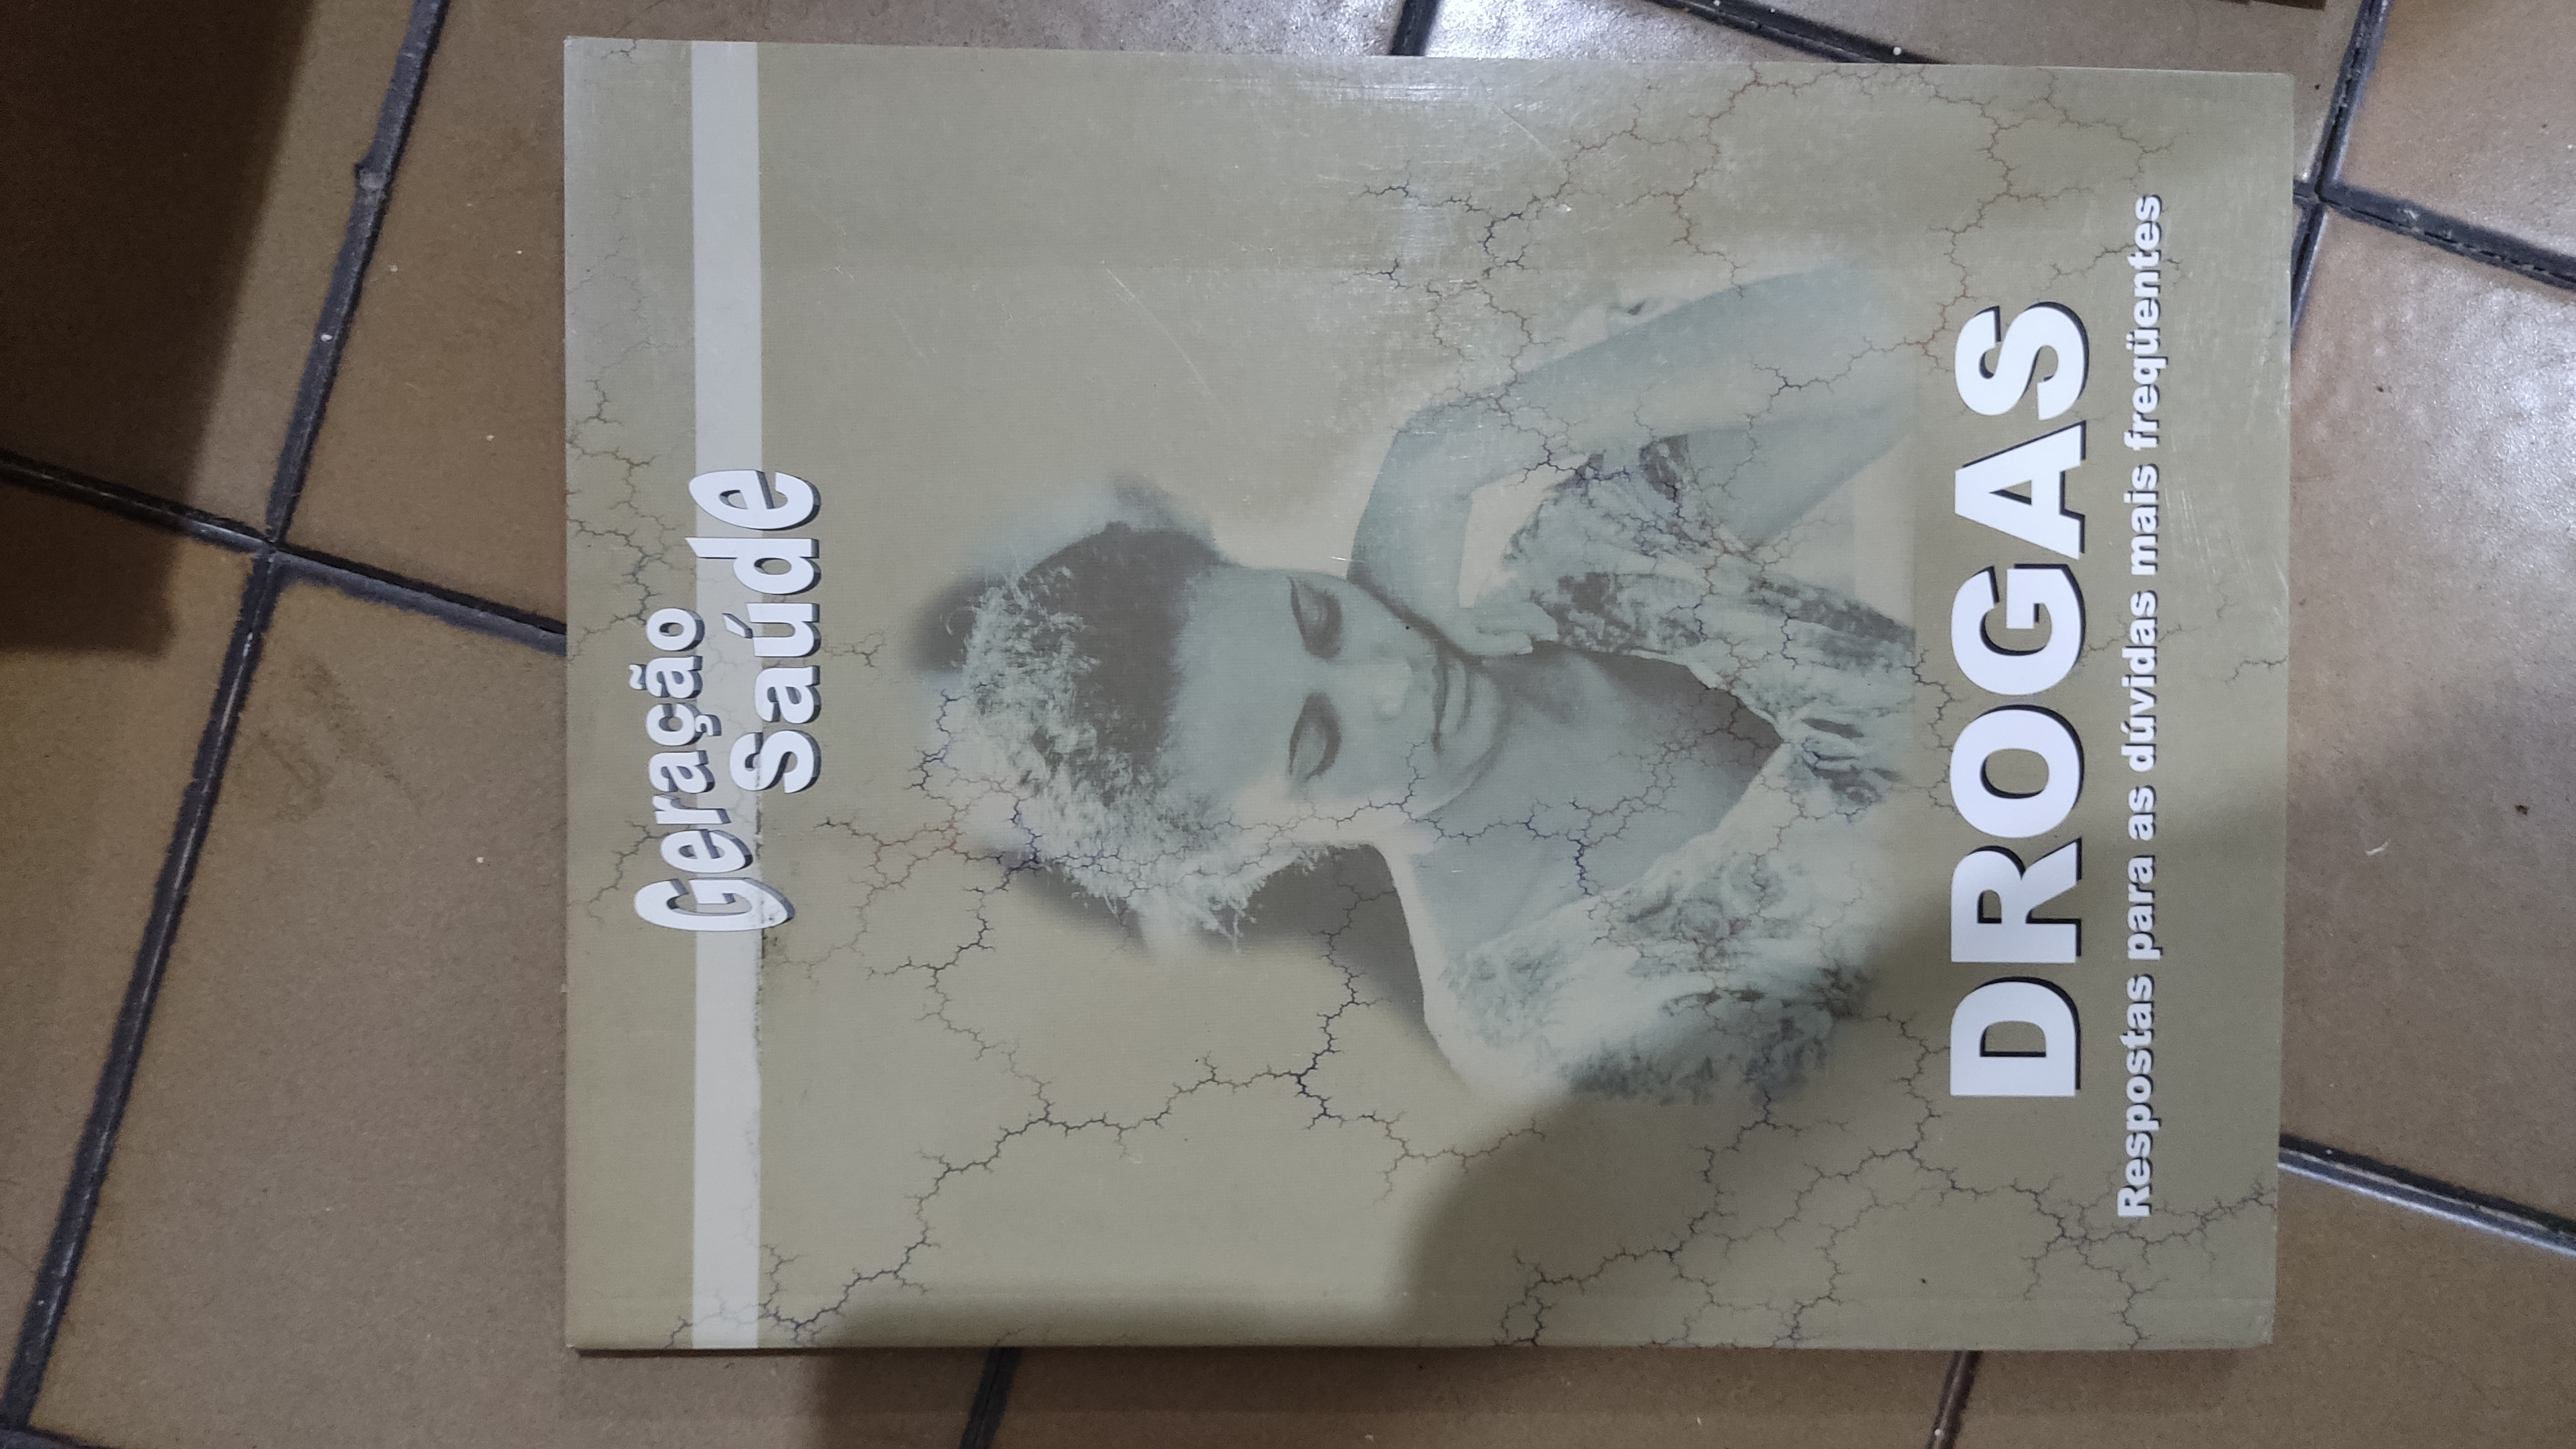 Geração
Saúde
DROGAS
Respostas para as dúvidas mais freqüentes